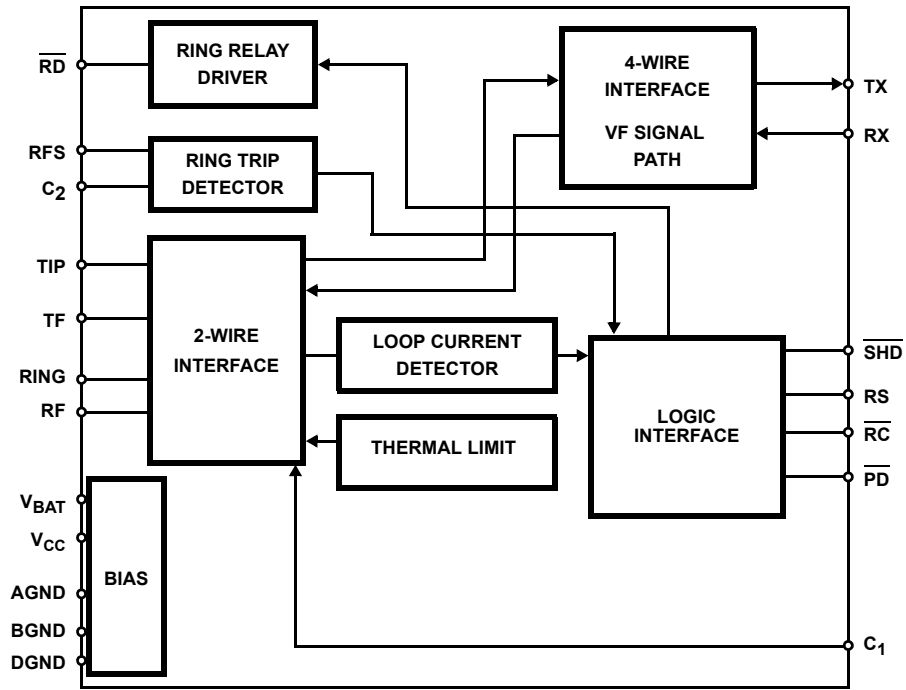 RD
RING RELAY
DRIVER
4-WIRE
INTERFACE
VF SIGNAL
PATH
TX
RX
RFS
C2
RING TRIP
DETECTOR
TIP
TF
RING
RF
2-WIRE
INTERFACE
LOOP CURRENT
DETECTOR
THERMAL LIMIT
LOGIC
INTERFACE
SHD
RS
RC
PD
VBAT
VCC
AGND
BGND
DGND
BIAS
C1